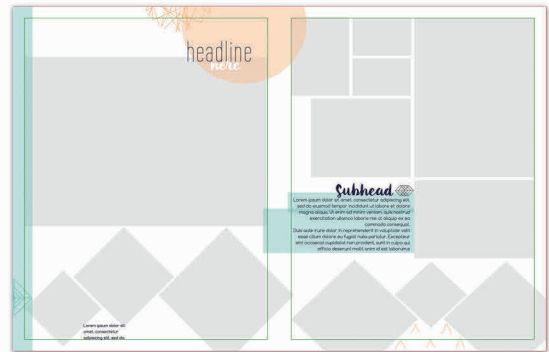 headline
here
Subhead
Lorem ipsum dolor sit amet, consectetur adipiscing elit,
sed do eiusmod tempor incididunt ut labore et dolore
magna aliqua. Ut enim ad minim veniam, quis nostrud
exercitation ullamco laboris nisi ut aliquip ex ea
commodo consequat.
Duis aute irure dolor in reprehenderit in voluptate velit
esse cillum dolore eu fugiat nulla pariatur. Excepteur
sint occaecat cupidatat non proident, sunt in culpa qui
officia deserunt mollit anim id est laborumu
Lorem ipsum dolor sit
amet, consectetur
adipiscing elit, sed do